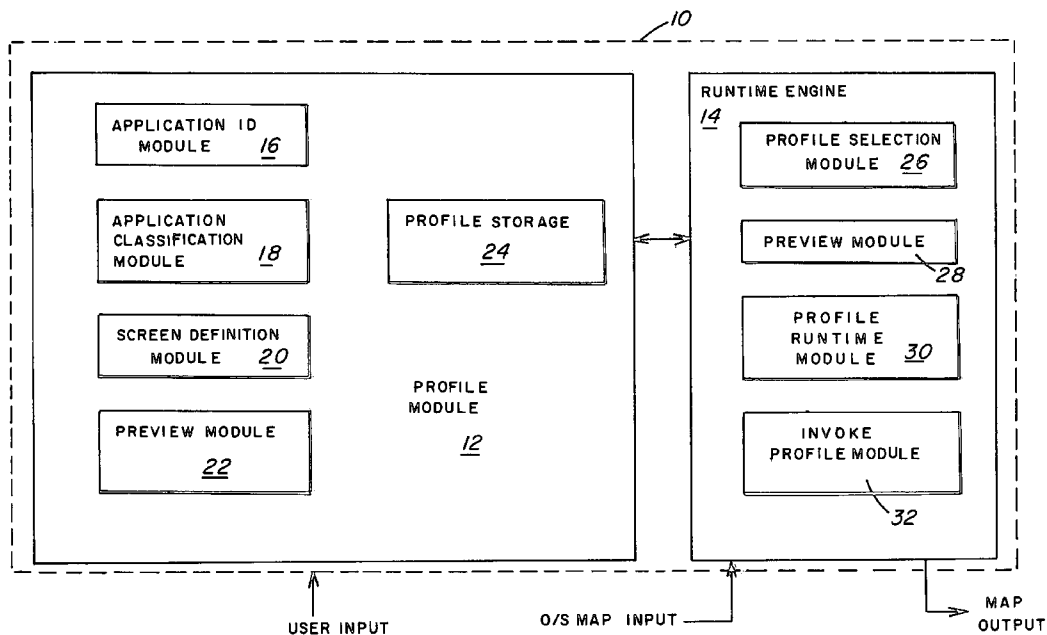 10
APPLICATION ID
MODULE 16
APPLICATION
CLASSIFICATION
MODULE 18
SCREEN DEFINITION
MODULE 20
PREVIEW MODULE
22
PROFILE STORAGE
24
PROFILE
MODULE
12
RUNTIME ENGINE
14
PROFILE SELECTION
MODULE 26
PREVIEW MODULE
28
PROFILE
RUNTIME
MODULE 30
INVOKE
PROFILE MODULE
32
USER INPUT
O/S MAP INPUT
MAP
OUTPUT